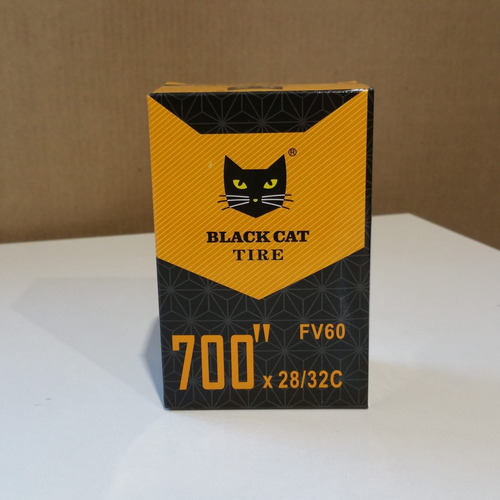 ®
BLACK CAT
TIRE
700" FV60
x 28/32C